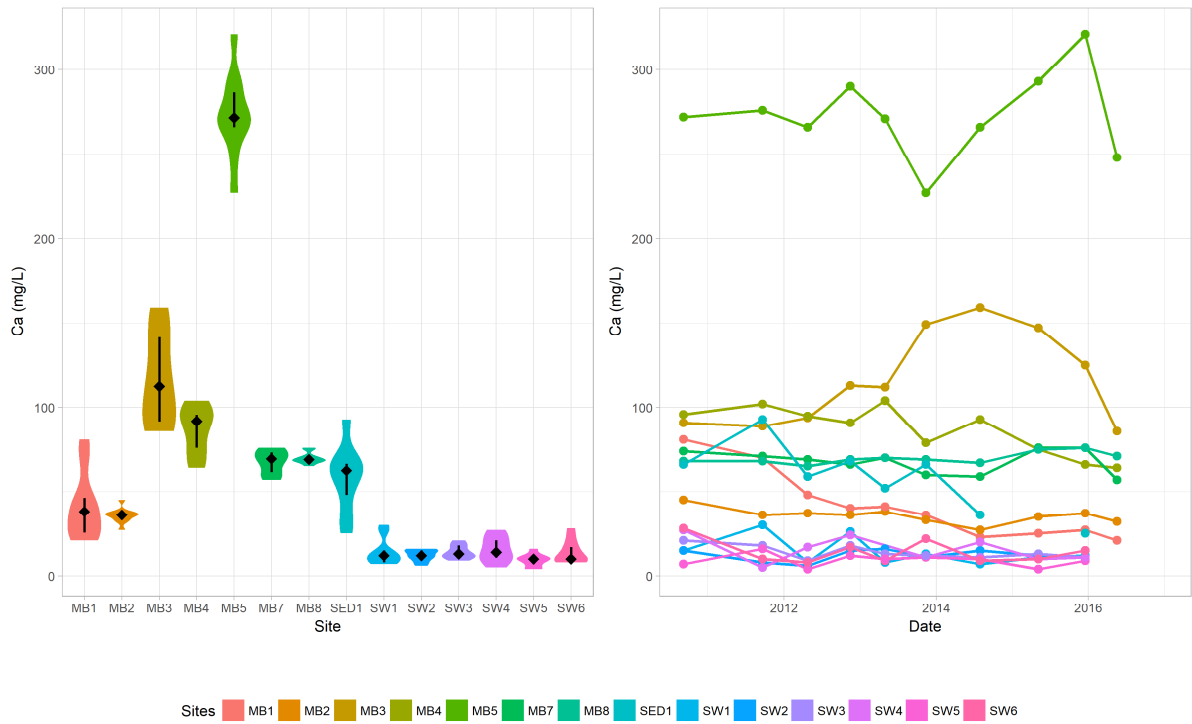 300
200
100
0
Ca (mg/L)
MB1 MB2 MB3 MB4 MB5 MB7 MB8 SED1 SW1 SW2 SW3 SW4 SW5 SW6
Site
300
200
100
0
Ca (mg/L)
2012 2014 2016
Date
Sites MB1 MB2 MB3 MB4 MB5 MB7 MB8 SED1 SW1 SW2 SW3 SW4 SW5 SW6